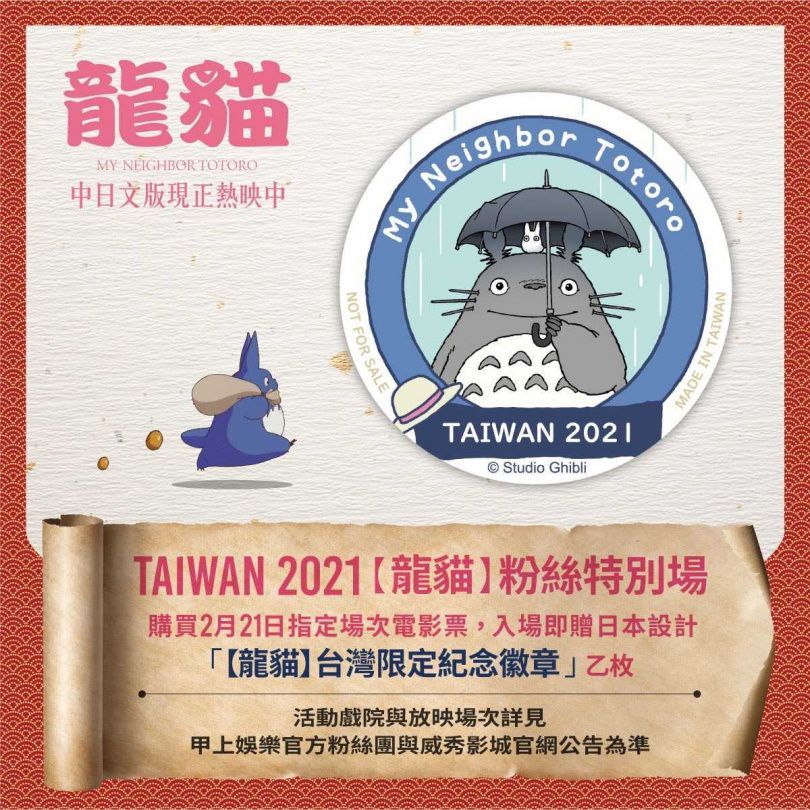 龍貓
MY NEIGHBOR TOTORO
中日文版現正熱映中
My Neighbor Totoro
NOT FOR SALE
MADE IN TAIWAN
TAIWAN 2021
© Studio Ghibli
TAIWAN 2021【龍貓】粉絲特別場
購買2月21日指定場次電影票，入場即贈日本設計
「【龍貓】台灣限定紀念徽章」乙枚
活動戲院與放映場次詳見
甲上娛樂官方粉絲團與威秀影城官網公告為準